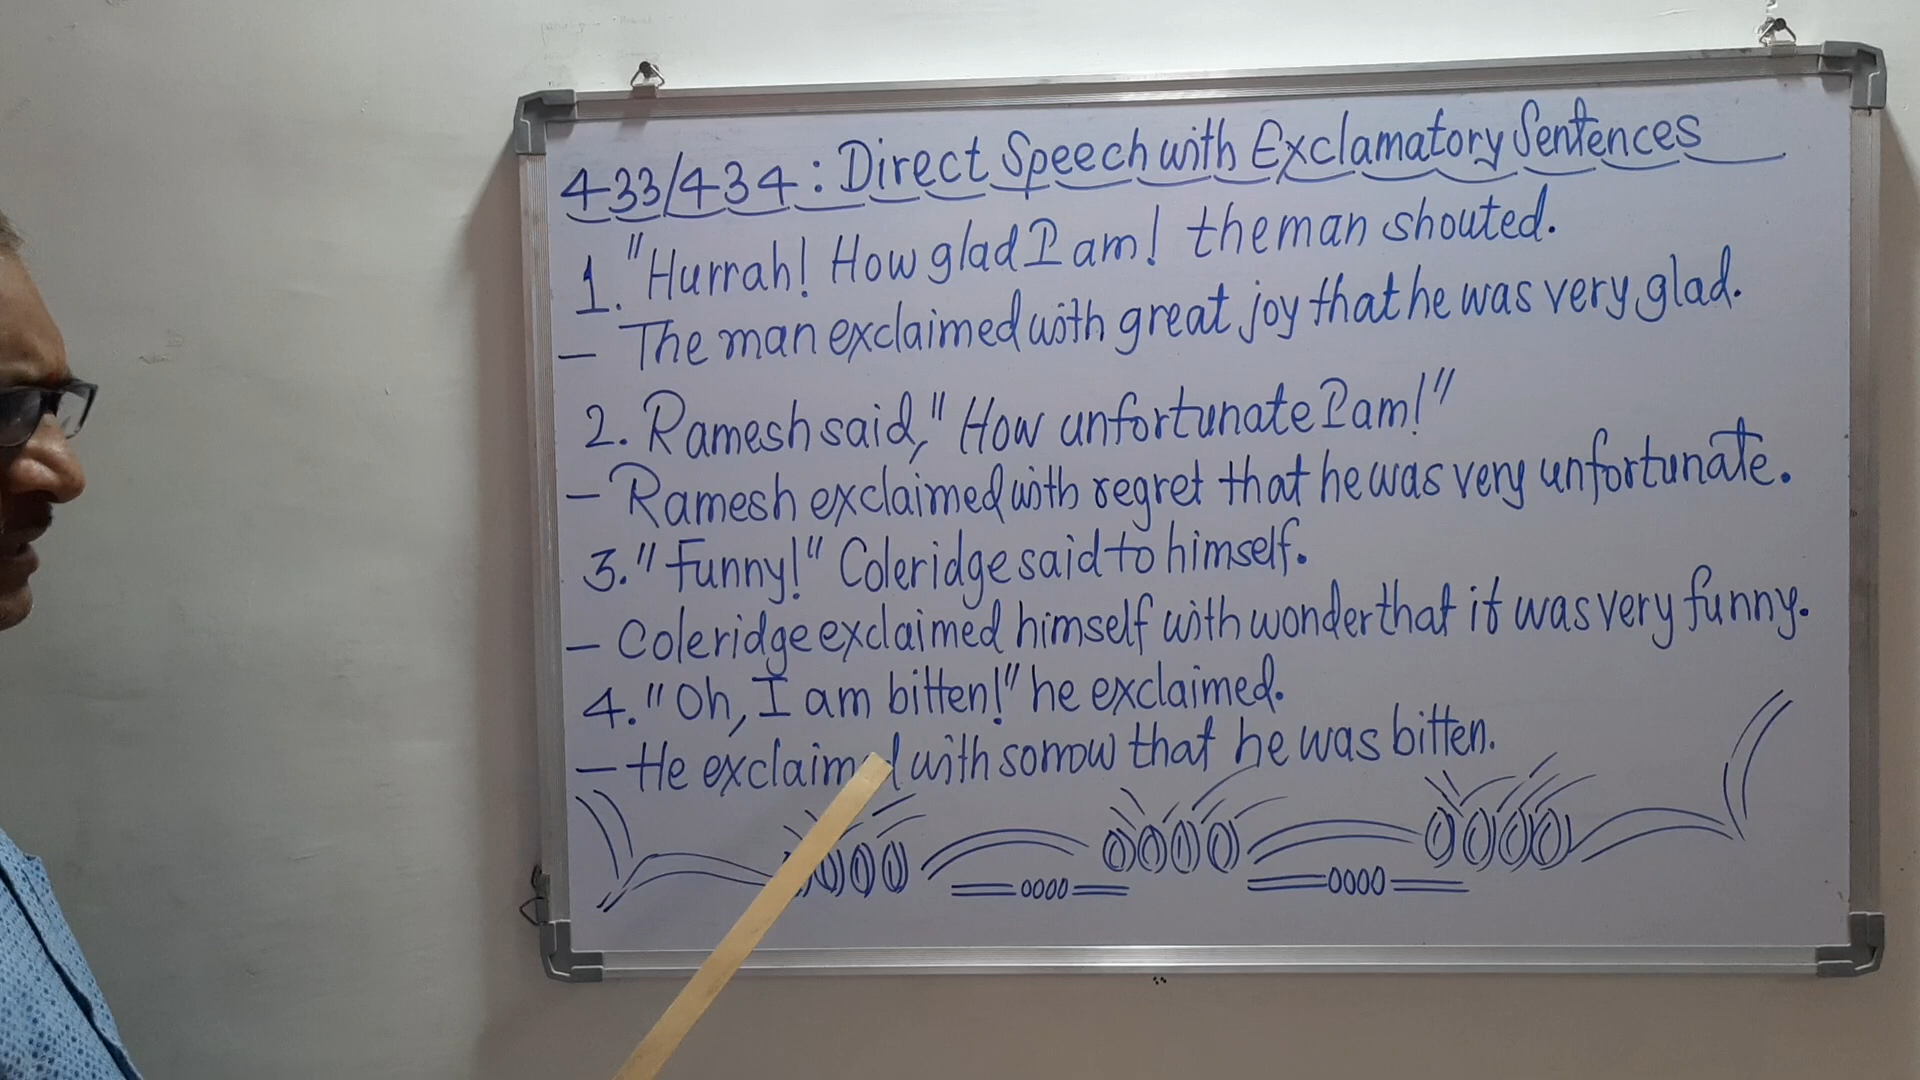 433/434: Direct Speech with Exclamatory Sentences
1. "Hurrah! How glad I am! the man shouted.
– The man exclaimed with great joy that he was very glad.
2. Ramesh said, "How unfortunate I am!"
– Ramesh exclaimed with regret that he was very unfortunate.
3. "Funny!" Coleridge said to himself.
– Coleridge exclaimed himself with wonder that it was very funny.
4. "Oh, I am bitten!" he exclaimed.
– He exclaimed with sorrow that he was bitten.